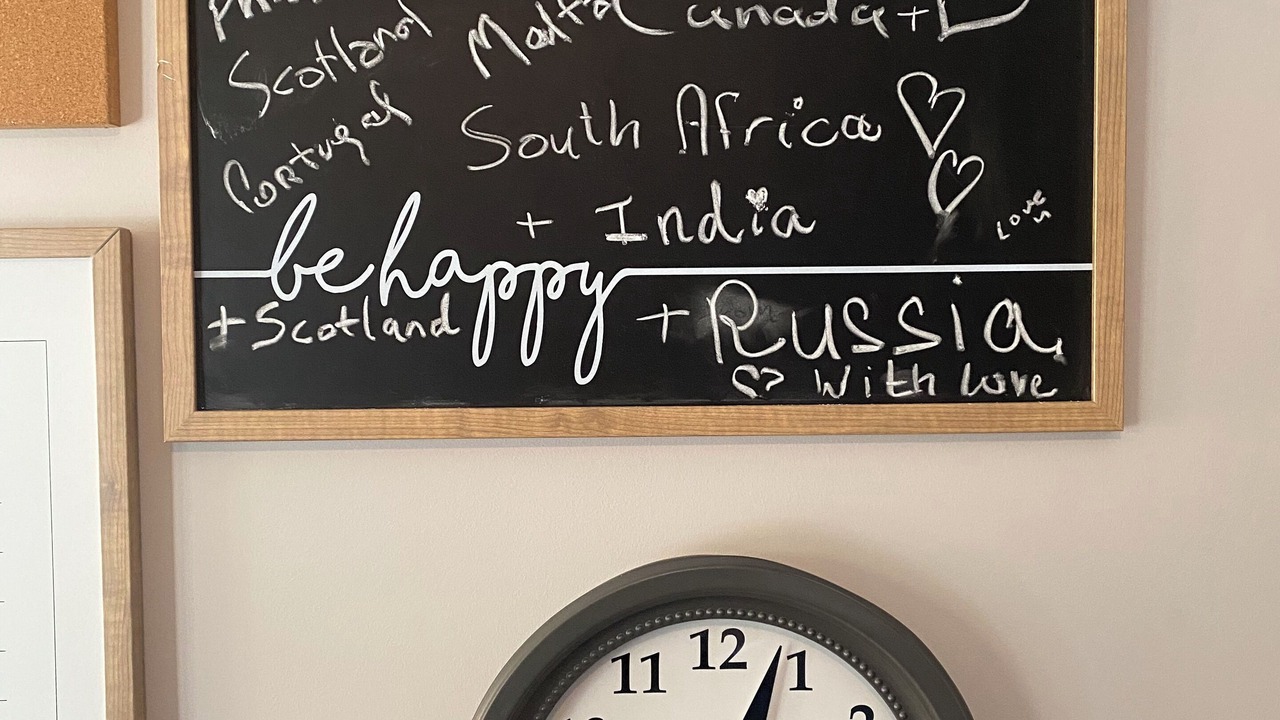 Scotland Malta Canada +
Portugal South Africa
+ India
Love
be happy
+ Scotland + Russia
With Love
11 12 1